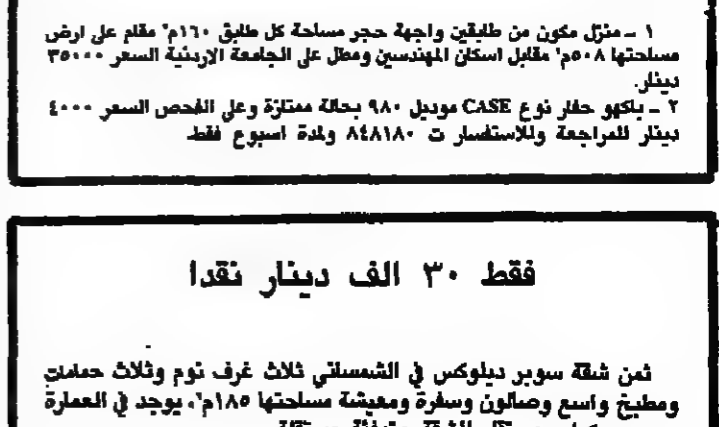 ١ ـ منزل مكون من طابقين واجهة حجر مساحة كل طابق ١٦٠م٢ مقام على ارض
مساحتها ٥٠٨م٢ مقابل اسكان المهندسين ومطل على الجامعة الاردنية السعر ٣٥٠٠٠
دينار.
٢ ـ باكهو حفار نوع CASE موديل ٩٨٠ بحالة ممتازة وعلى الفحص السعر ٤٠٠٠
دينار للمراجعة وللاستفسار ت ٨٤٨١٨٠ ولمدة اسبوع فقط
فقط ٣٠ الف دينار نقدا
ثمن شقة سوبر ديلوكس في الشمساني ثلاث غرف نوم وثلاث حمامات
ومطبخ واسع وصالون وسفرة ومعيشة مساحتها ١٨٥م٢، يوجد في العمارة